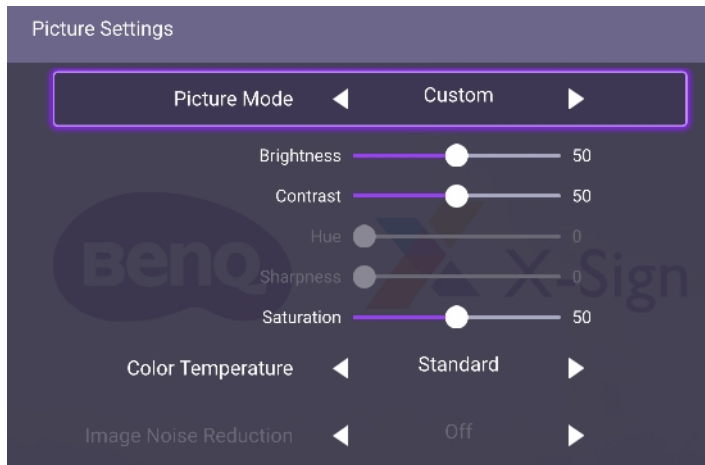 Picture Settings
Picture Mode Custom
Brightness 50
Contrast 50
Hue 0
Sharpness 0
BenQ X-Sign
Saturation 50
Color Temperature Standard
Image Noise Reduction Off